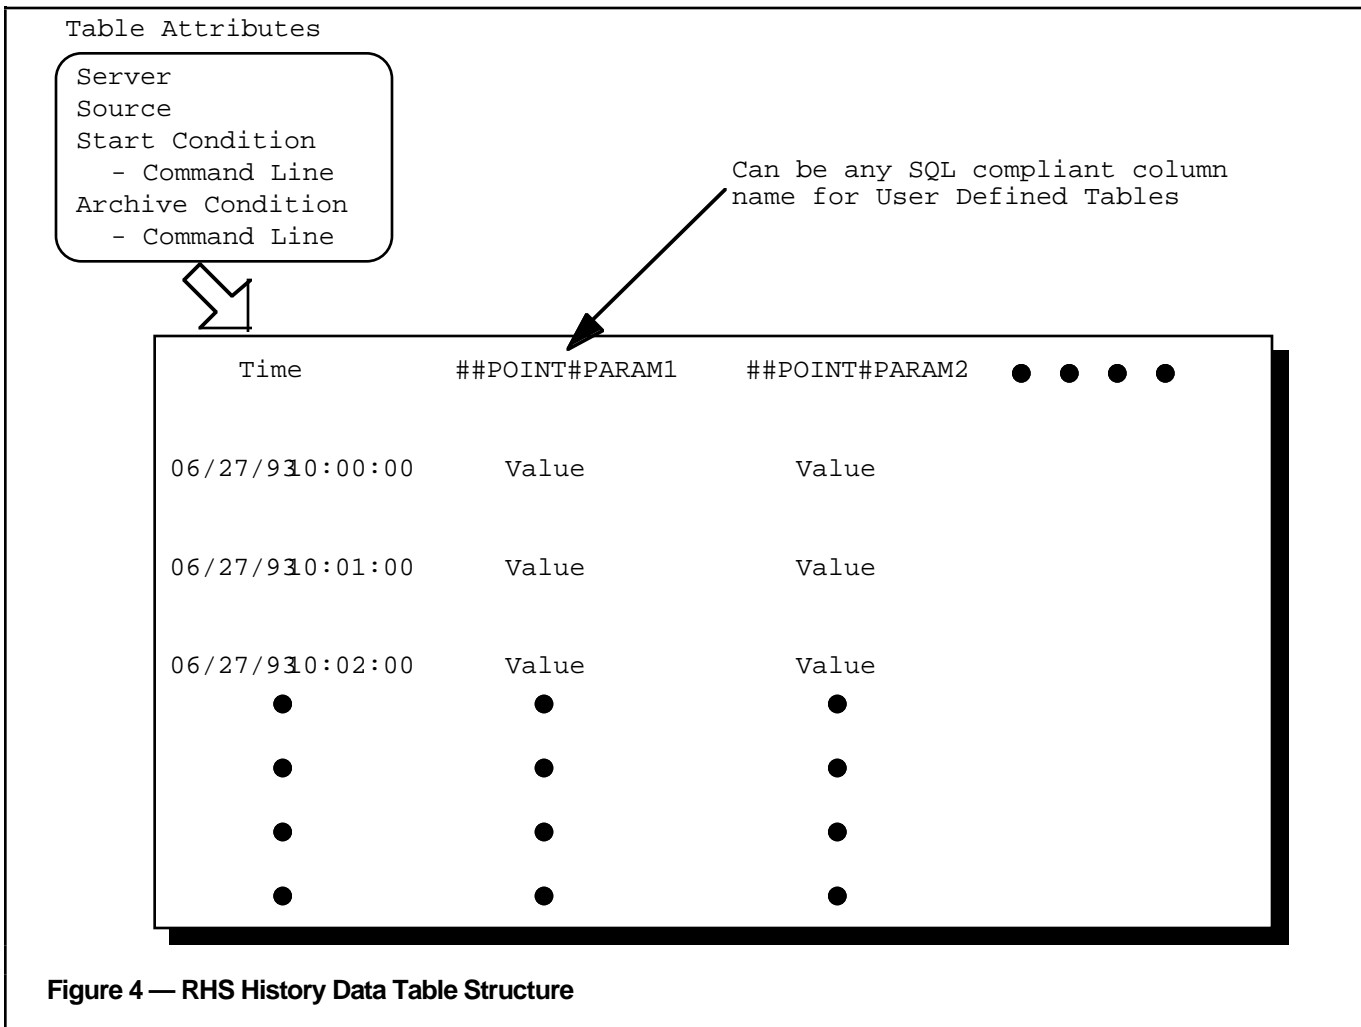 Table Attributes
Server
Source
Start Condition
- Command Line
Archive Condition
- Command Line
Can be any SQL compliant column
name for User Defined Tables
Time ##POINT#PARAM1 ##POINT#PARAM2
06/27/93 10:00:00 Value Value
06/27/93 10:01:00 Value Value
06/27/93 10:02:00 Value Value
Figure 4 — RHS History Data Table Structure